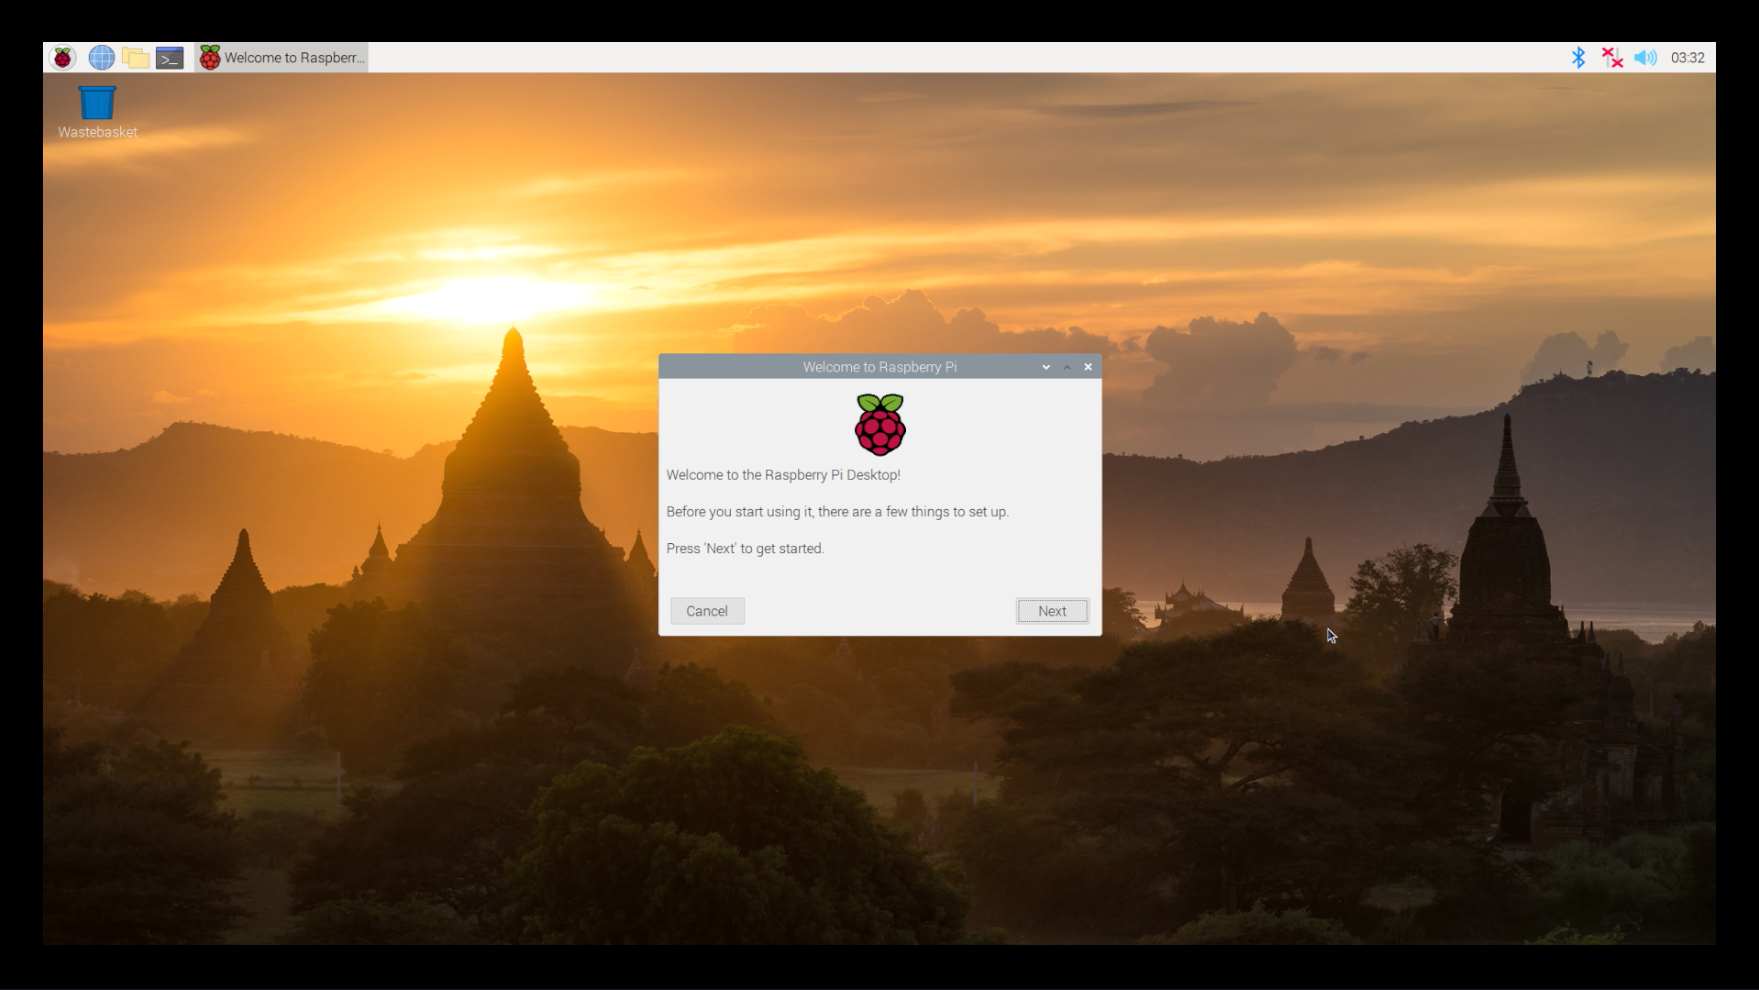 Welcome to Raspberr...
03:32
Wastebasket
Welcome to Raspberry Pi
Welcome to the Raspberry Pi Desktop!
Before you start using it, there are a few things to set up.
Press 'Next' to get started.
Cancel
Next